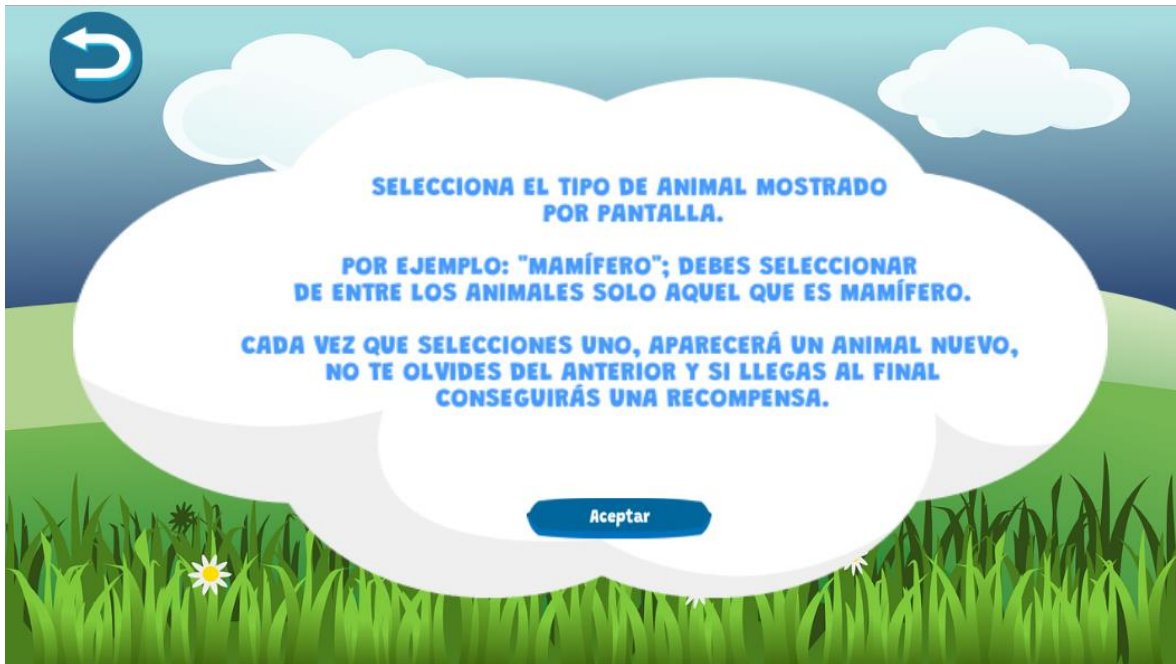 SELECCIONA EL TIPO DE ANIMAL MOSTRADO
POR PANTALLA.
POR EJEMPLO: "MAMÍFERO"; DEBES SELECCIONAR
DE ENTRE LOS ANIMALES SOLO AQUEL QUE ES MAMÍFERO.
CADA VEZ QUE SELECCIONES UNO, APARECERÁ UN ANIMAL NUEVO,
NO TE OLVIDES DEL ANTERIOR Y SI LLEGAS AL FINAL
CONSEGUIRÁS UNA RECOMPENSA.
Aceptar